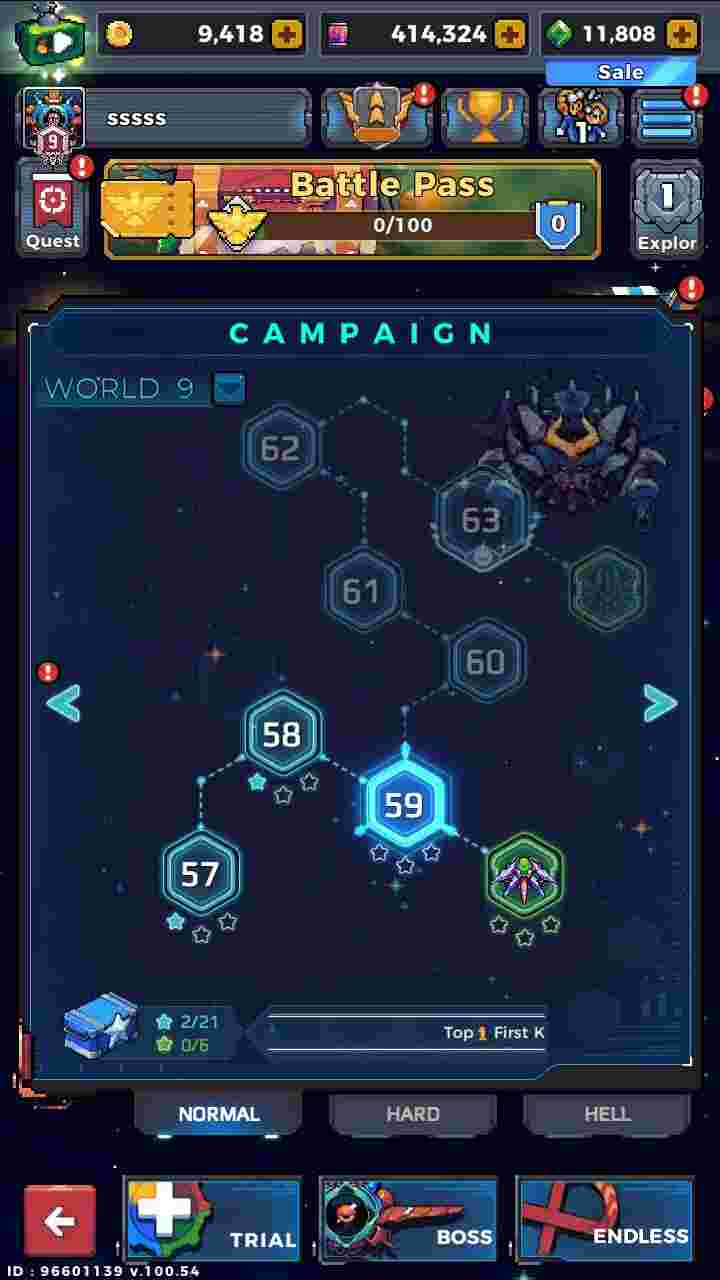 9,418
414,324
11,808
Sale
sssss
9
1
Quest
Battle Pass
0/100
0
1
Explor
CAMPAIGN
WORLD 9
62
63
61
60
58
59
57
2/21
0/6
Top 1 First K
NORMAL
HARD
HELL
TRIAL
BOSS
ENDLESS
ID : 96601139 v.100.54